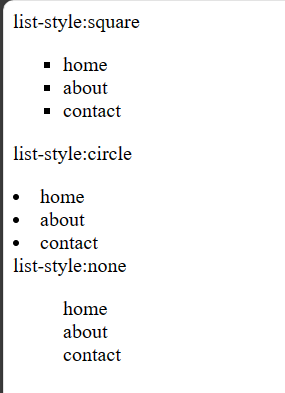 list-style:square
home
about
contact
list-style:circle
home
about
contact
list-style:none
home
about
contact